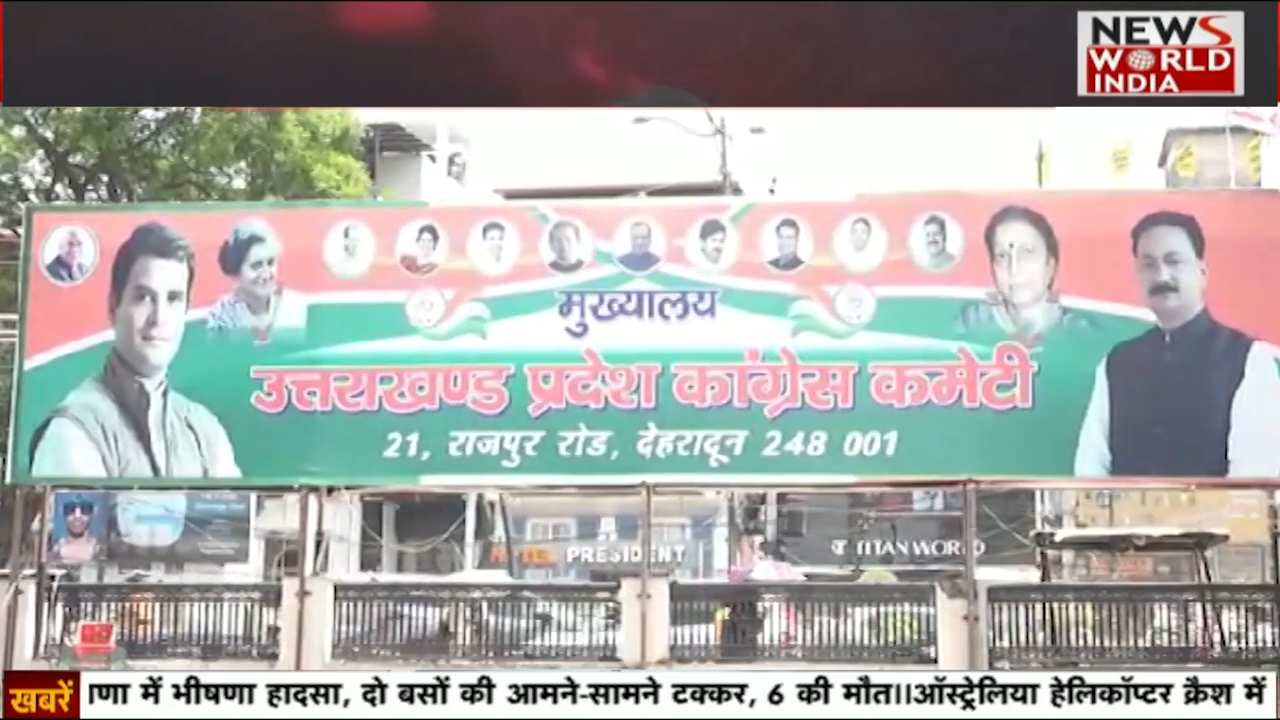 NEWS
WORLD
INDIA
मुख्यालय
उत्तराखण्ड प्रदेश कांग्रेस कमेटी
21, राजपुर रोड, देहरादून 248 001
HOTEL PRESIDENT
TITAN WORLD
खबरें
णा में भीषणा हादसा, दो बसों की आमने-सामने टक्कर, 6 की मौत।।ऑस्ट्रेलिया हेलिकॉप्टर क्रैश में